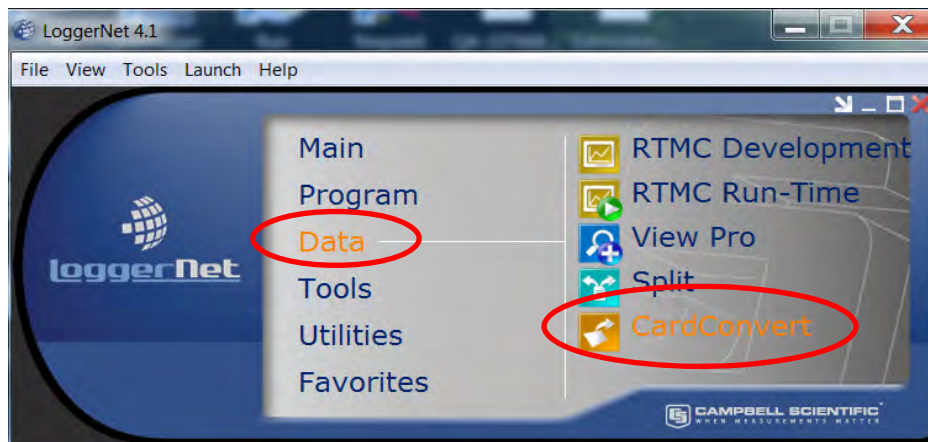 LoggerNet 4.1
File View Tools Launch Help
Main
Program
Data
Tools
Utilities
Favorites
RTMC Development
RTMC Run-Time
View Pro
Split
CardConvert
LoggerNet
CAMPBELL SCIENTIFIC
WHEN MEASUREMENTS MATTER